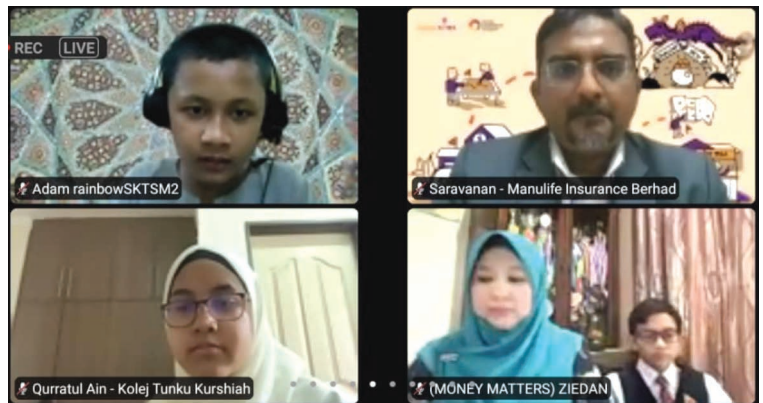 REC LIVE
Adam rainbowSKTSM2
Saravanan - Manulife Insurance Berhad
Qurratul Ain - Kolej Tunku Kurshiah
(MONEY MATTERS) ZIEDAN